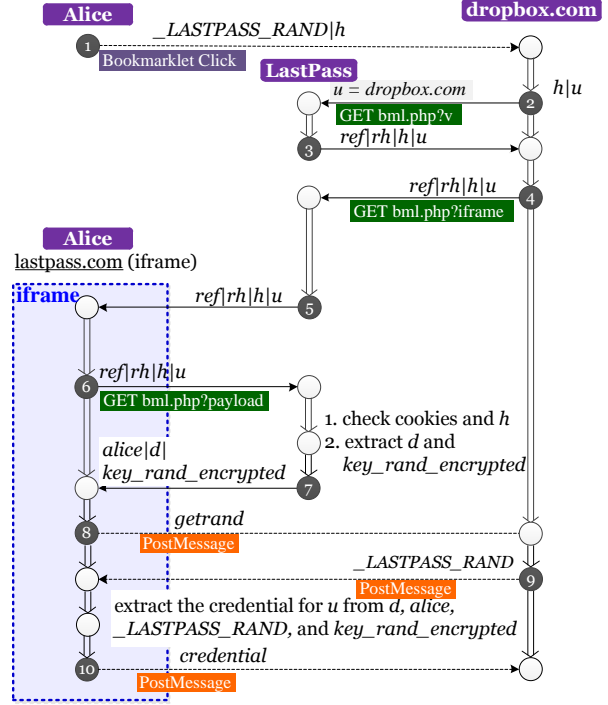 Alice
dropbox.com
_LASTPASS_RAND|h
1
Bookmarklet Click
LastPass
u = dropbox.com
h|u
2
GET bml.php?v
3
ref|rh|h|u
ref|rh|h|u
4
GET bml.php?iframe
Alice
lastpass.com (iframe)
iframe
ref|rh|h|u
5
ref|rh|h|u
6
GET bml.php?payload
1. check cookies and h
2. extract d and
key_rand_encrypted
alice|d|
key_rand_encrypted
7
getrand
8
PostMessage
_LASTPASS_RAND
9
PostMessage
extract the credential for u from d, alice,
_LASTPASS_RAND, and key_rand_encrypted
credential
10
PostMessage